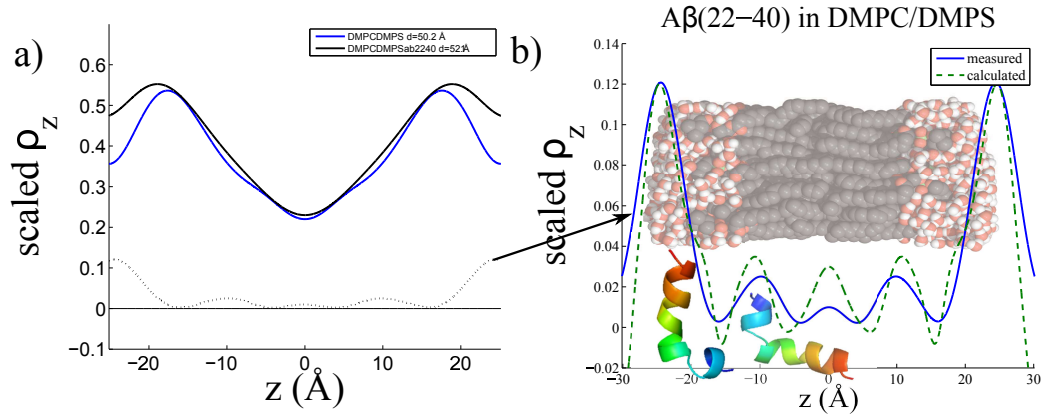 a)
DMPCDMPS d=50.2 Å
DMPCDMPSab2240 d=521Å
0.6
0.5
0.4
0.3
0.2
0.1
0
−0.1
scaled ρz
−20
−10
0
10
20
z (Å)
Aβ(22−40) in DMPC/DMPS
b)
measured
calculated
0.14
0.12
0.10
0.08
0.06
0.04
0.02
0
−0.02
scaled ρz
−30
−20
−10
0
10
20
30
z (Å)